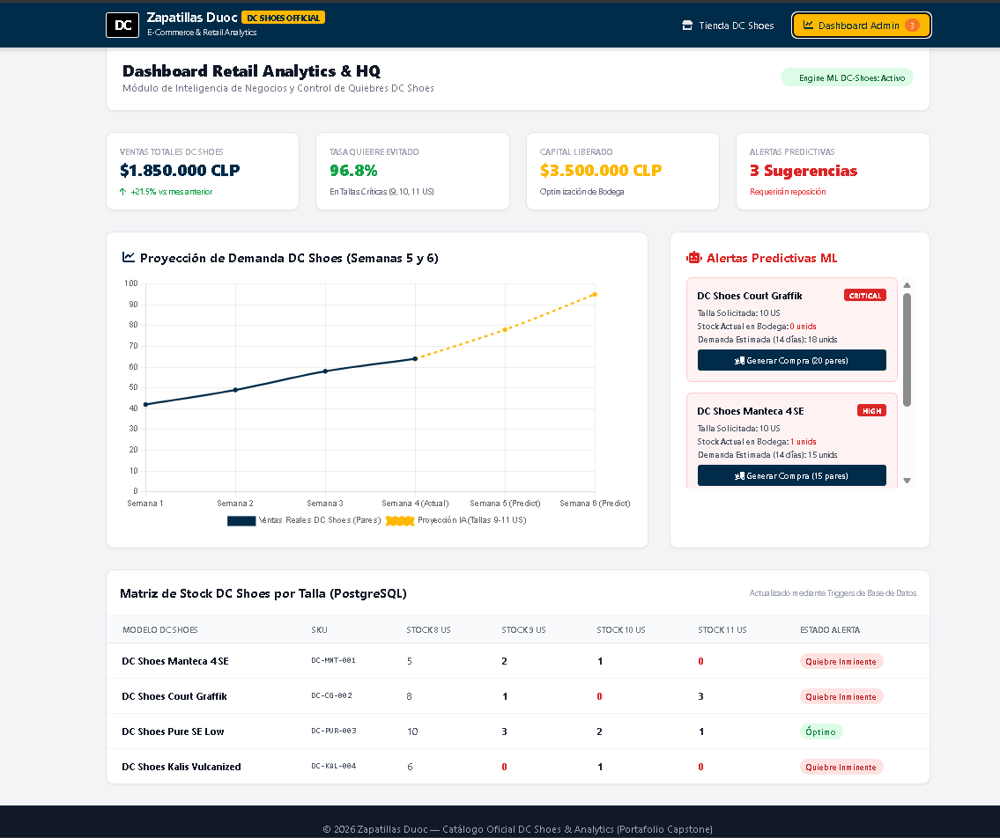 DC
Zapatillas Duoc
DC SHOES OFFICIAL
E-Commerce & Retail Analytics
Tienda DC Shoes
Dashboard Admin 3
Dashboard Retail Analytics & HQ
Módulo de Inteligencia de Negocios y Control de Quiebres DC Shoes
Engine ML DC-Shoes: Activo
VENTAS TOTALES DC SHOES
$1.850.000 CLP
↑ +21.5% vs mes anterior
TASA QUIEBRE EVITADO
96.8%
En Tallas Críticas (9, 10, 11 US)
CAPITAL LIBERADO
$3.500.000 CLP
Optimización de Bodega
ALERTAS PREDICTIVAS
3 Sugerencias
Requerirán reposición
Proyección de Demanda DC Shoes (Semanas 5 y 6)
100
90
80
70
60
50
40
30
20
10
0
Semana 1 Semana 2 Semana 3 Semana 4 (Actual) Semana 5 (Predict) Semana 6 (Predict)
Ventas Reales DC Shoes (Pares) Proyección IA (Tallas 9-11 US)
Alertas Predictivas ML
DC Shoes Court Graffik CRITICAL
Talla Solicitada: 10 US
Stock Actual en Bodega: 0 unids
Demanda Estimada (14 días): 18 unids
Generar Compra (20 pares)
DC Shoes Manteca 4 SE HIGH
Talla Solicitada: 10 US
Stock Actual en Bodega: 1 unids
Demanda Estimada (14 días): 15 unids
Generar Compra (15 pares)
Matriz de Stock DC Shoes por Talla (PostgreSQL)
Actualizado mediante Triggers de Base de Datos
MODELO DC SHOES SKU STOCK 8 US STOCK 9 US STOCK 10 US STOCK 11 US ESTADO ALERTA
DC Shoes Manteca 4 SE DC-MNT-001 5 2 1 0 Quiebre Inminente
DC Shoes Court Graffik DC-CG-002 8 1 0 3 Quiebre Inminente
DC Shoes Pure SE Low DC-PUR-003 10 3 2 1 Óptimo
DC Shoes Kalis Vulcanized DC-KAL-004 6 0 1 0 Quiebre Inminente
© 2026 Zapatillas Duoc — Catálogo Oficial DC Shoes & Analytics (Portafolio Capstone)